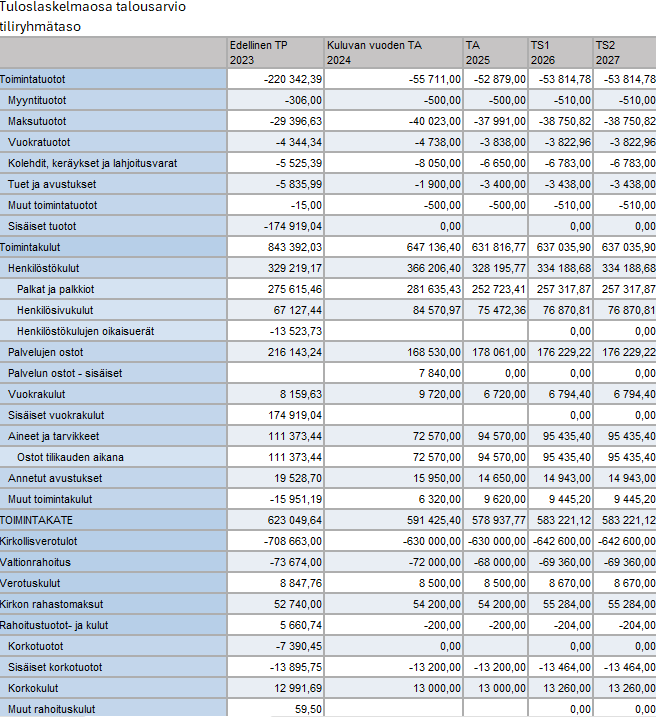 Tuloslaskelmaosa talousarvio
tiliryhmätaso
Edellinen TP 2023 Kuluvan vuoden TA 2024 TA 2025 TS1 2026 TS2 2027
Toimintatuotot -220 342,39 -55 711,00 -52 879,00 -53 814,78 -53 814,78
Myyntituotot -306,00 -500,00 -500,00 -510,00 -510,00
Maksutuotot -29 396,63 -40 023,00 -37 991,00 -38 750,82 -38 750,82
Vuokratuotot -4 344,34 -4 738,00 -3 838,00 -3 822,96 -3 822,96
Kolehdit, keräykset ja lahjoitusvarat -5 525,39 -8 050,00 -6 650,00 -6 783,00 -6 783,00
Tuet ja avustukset -5 835,99 -1 900,00 -3 400,00 -3 438,00 -3 438,00
Muut toimintatuotot -15,00 -500,00 -500,00 -510,00 -510,00
Sisäiset tuotot -174 919,04 0,00 0,00 0,00
Toimintakulut 843 392,03 647 136,40 631 816,77 637 035,90 637 035,90
Henkilöstökulut 329 219,17 366 206,40 328 195,77 334 188,68 334 188,68
Palkat ja palkkiot 275 615,46 281 635,43 252 723,41 257 317,87 257 317,87
Henkilösivukulut 67 127,44 84 570,97 75 472,36 76 870,81 76 870,81
Henkilöstökulujen oikaisuerät -13 523,73 0,00 0,00
Palvelujen ostot 216 143,24 168 530,00 178 061,00 176 229,22 176 229,22
Palvelun ostot - sisäiset 7 840,00 0,00 0,00 0,00
Vuokrakulut 8 159,63 9 720,00 6 720,00 6 794,40 6 794,40
Sisäiset vuokrakulut 174 919,04 0,00 0,00
Aineet ja tarvikkeet 111 373,44 72 570,00 94 570,00 95 435,40 95 435,40
Ostot tilikauden aikana 111 373,44 72 570,00 94 570,00 95 435,40 95 435,40
Annetut avustukset 19 528,70 15 950,00 14 650,00 14 943,00 14 943,00
Muut toimintakulut -15 951,19 6 320,00 9 620,00 9 445,20 9 445,20
TOIMINTAKATE 623 049,64 591 425,40 578 937,77 583 221,12 583 221,12
Kirkollisverotulot -708 663,00 -630 000,00 -630 000,00 -642 600,00 -642 600,00
Valtionrahoitus -73 674,00 -72 000,00 -68 000,00 -69 360,00 -69 360,00
Verotuskulut 8 847,76 8 500,00 8 500,00 8 670,00 8 670,00
Kirkon rahastomaksut 52 740,00 54 200,00 54 200,00 55 284,00 55 284,00
Rahoitustuotot- ja kulut 5 660,74 -200,00 -200,00 -204,00 -204,00
Korkotuotot -7 390,45 0,00 0,00 0,00
Sisäiset korkotuotot -13 895,75 -13 200,00 -13 200,00 -13 464,00 -13 464,00
Korkokulut 12 991,69 13 000,00 13 000,00 13 260,00 13 260,00
Muut rahoituskulut 59,50 0,00 0,00